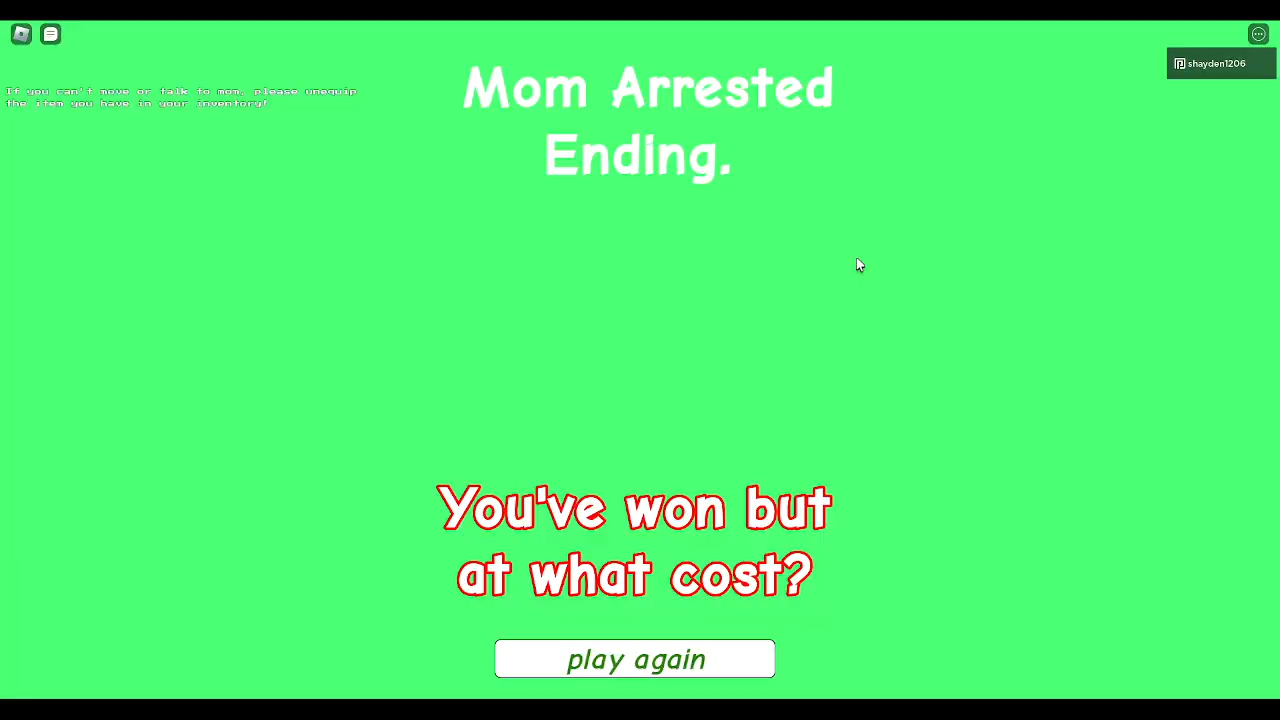 shayden1206
If you can't move or talk to mom, please unequip
the item you have in your inventory!
Mom Arrested
Ending.
You've won but
at what cost?
play again